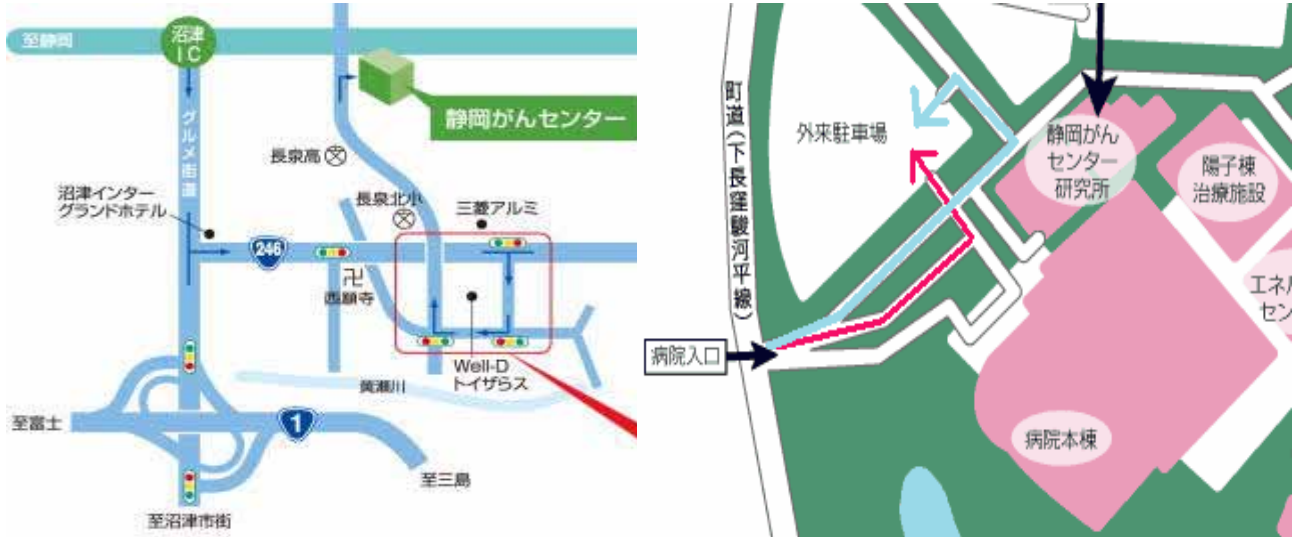 至静岡
沼津
IC
静岡がんセンター
グルメ街道
長泉高
沼津インター
グランドホテル
長泉北小
三菱アルミ
246
西願寺
Well-D
トイザらス
黄瀬川
至富士
1
至三島
至沼津市街
町道(下長窪駿河平線)
外来駐車場
静岡がん
センター
研究所
陽子棟
治療施設
エネル
セン
病院入口
病院本棟